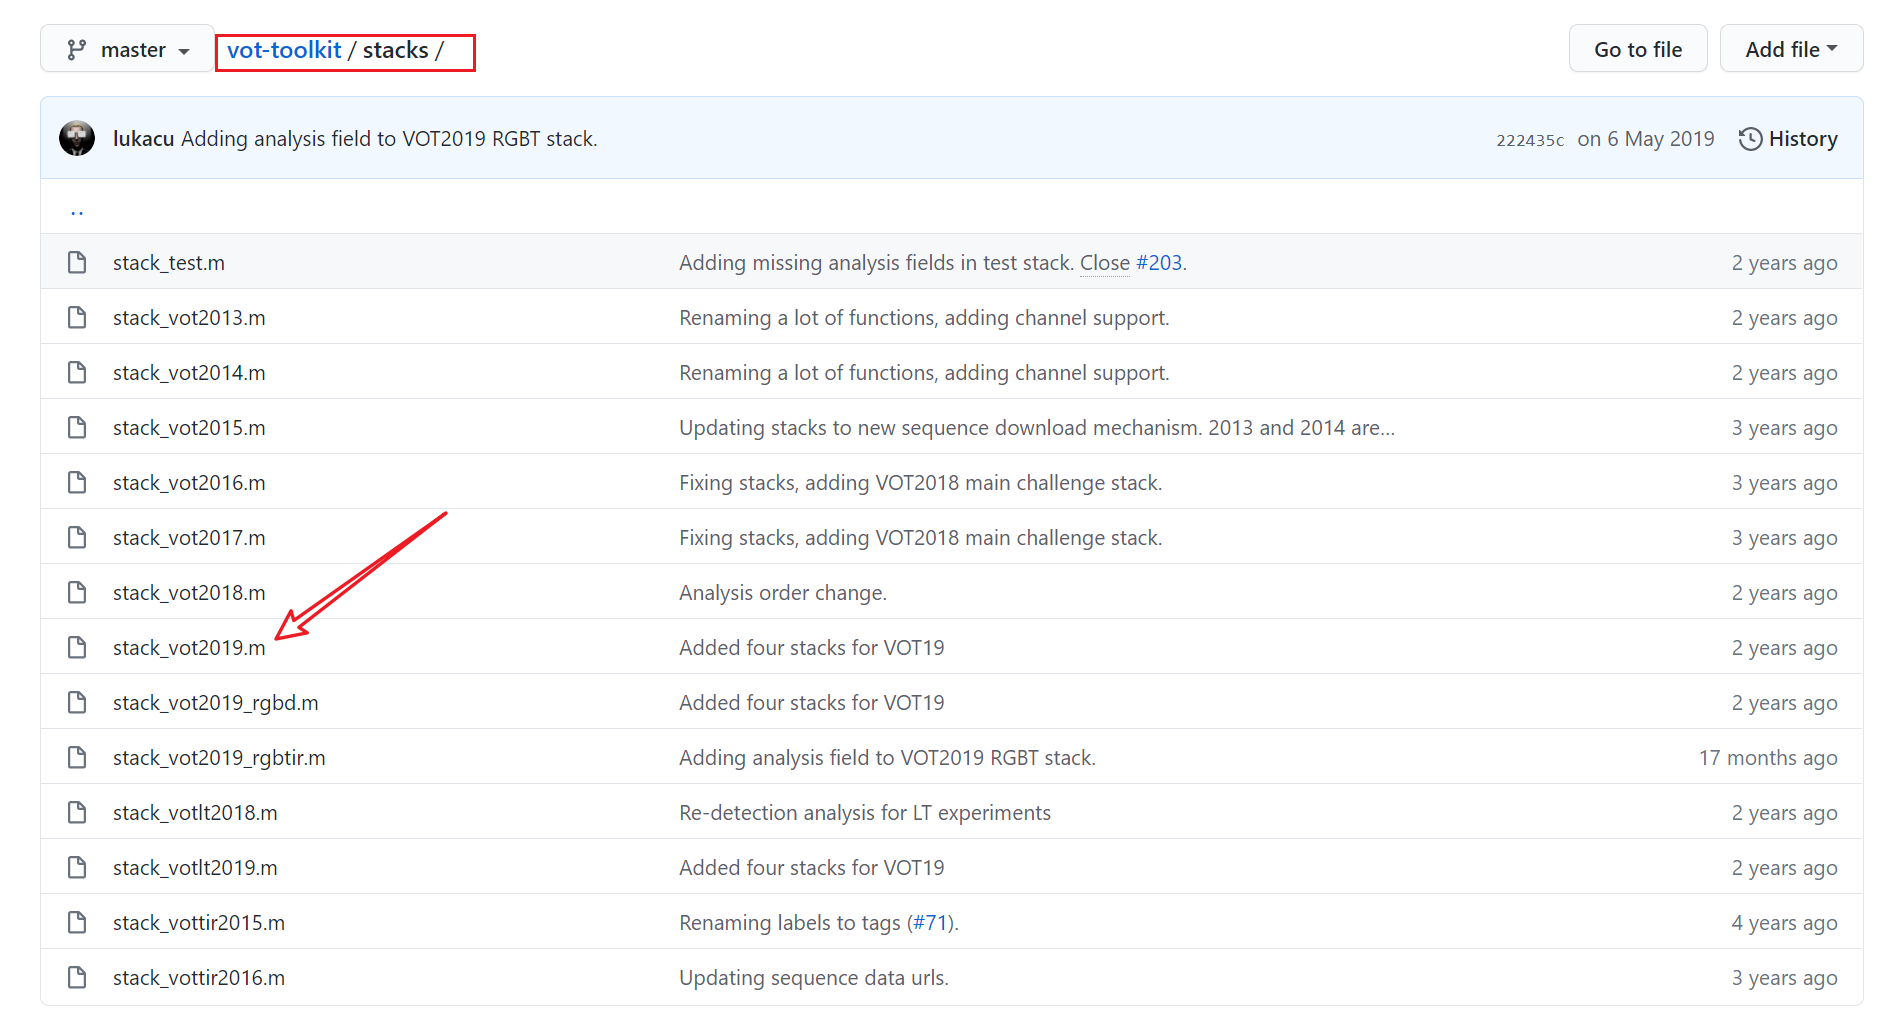 master vot-toolkit / stacks / Go to file Add file
lukacu Adding analysis field to VOT2019 RGBT stack. 222435c on 6 May 2019 History
..
stack_test.m Adding missing analysis fields in test stack. Close #203. 2 years ago
stack_vot2013.m Renaming a lot of functions, adding channel support. 2 years ago
stack_vot2014.m Renaming a lot of functions, adding channel support. 2 years ago
stack_vot2015.m Updating stacks to new sequence download mechanism. 2013 and 2014 are... 3 years ago
stack_vot2016.m Fixing stacks, adding VOT2018 main challenge stack. 3 years ago
stack_vot2017.m Fixing stacks, adding VOT2018 main challenge stack. 3 years ago
stack_vot2018.m Analysis order change. 2 years ago
stack_vot2019.m Added four stacks for VOT19 2 years ago
stack_vot2019_rgbd.m Added four stacks for VOT19 2 years ago
stack_vot2019_rgbtir.m Adding analysis field to VOT2019 RGBT stack. 17 months ago
stack_votlt2018.m Re-detection analysis for LT experiments 2 years ago
stack_votlt2019.m Added four stacks for VOT19 2 years ago
stack_vottir2015.m Renaming labels to tags (#71). 4 years ago
stack_vottir2016.m Updating sequence data urls. 3 years ago